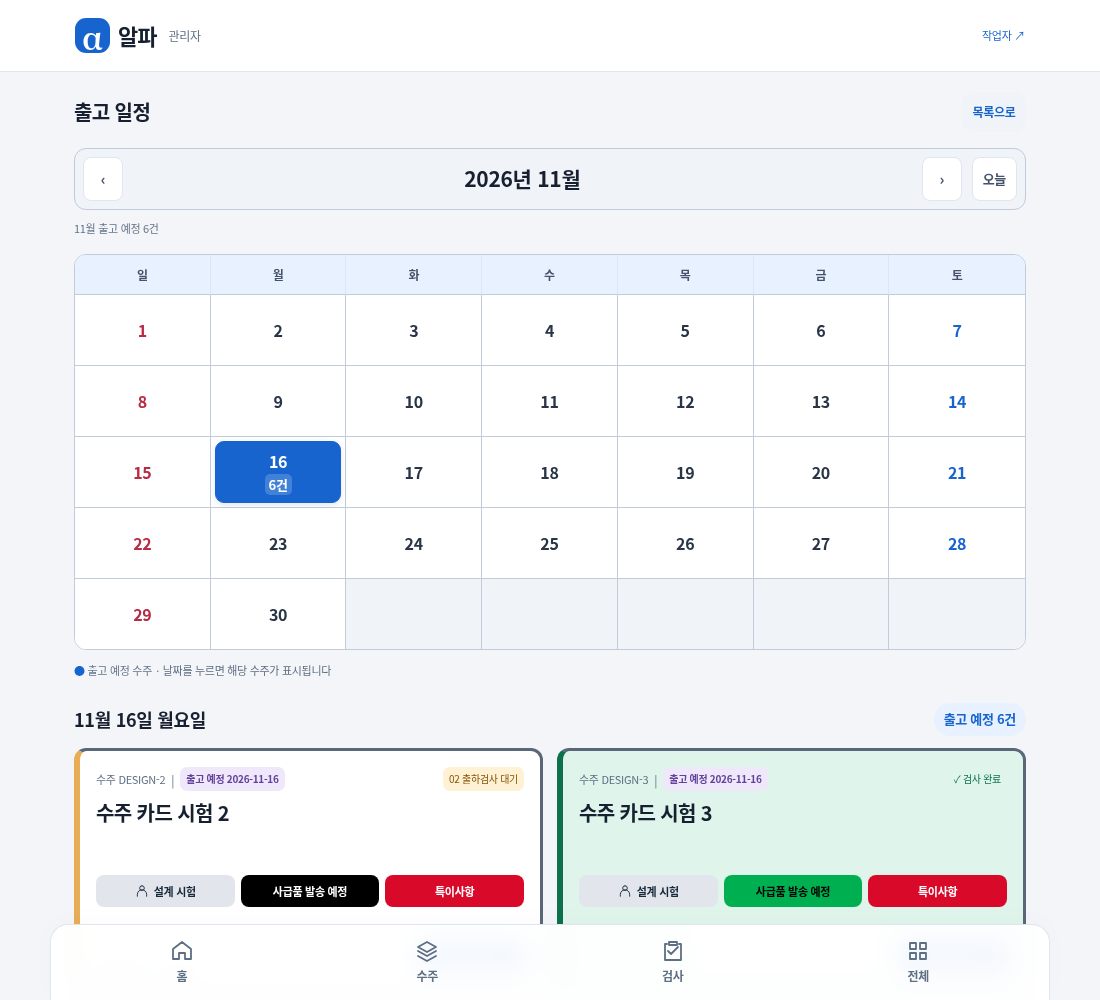 α 알파 관리자 작업자 ↗
출고 일정 목록으로
‹ 2026년 11월 › 오늘
11월 출고 예정 6건
일 월 화 수 목 금 토
1 2 3 4 5 6 7
8 9 10 11 12 13 14
15 16 17 18 19 20 21
6건
22 23 24 25 26 27 28
29 30
출고 예정 수주 · 날짜를 누르면 해당 수주가 표시됩니다
11월 16일 월요일 출고 예정 6건
수주 DESIGN-2 | 출고 예정 2026-11-16 02 출하검사 대기
수주 카드 시험 2
설계 시험 사급품 발송 예정 특이사항
수주 DESIGN-3 | 출고 예정 2026-11-16 ✓ 검사 완료
수주 카드 시험 3
설계 시험 사급품 발송 예정 특이사항
홈 수주 검사 전체